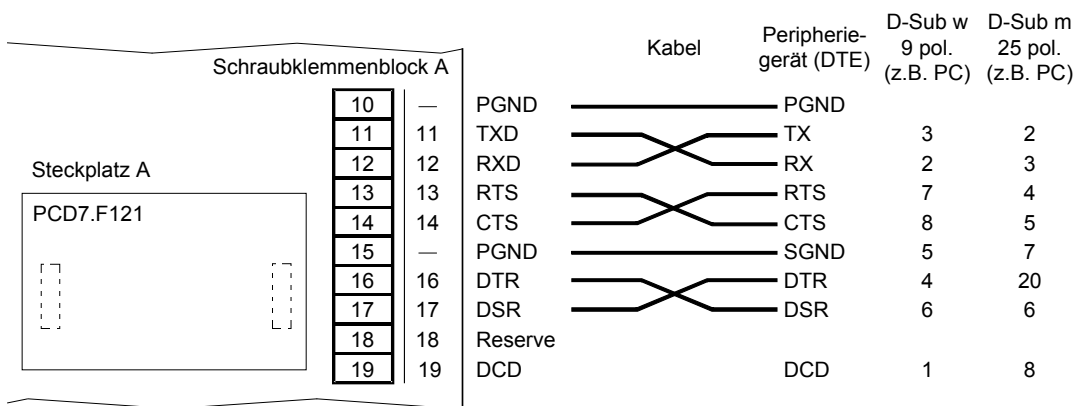 Kabel Peripherie- D-Sub w D-Sub m
gerät (DTE) 9 pol. 25 pol.
(z.B. PC) (z.B. PC)
Schraubklemmenblock A
10 — PGND PGND
11 11 TXD TX 3 2
12 12 RXD RX 2 3
Steckplatz A
13 13 RTS RTS 7 4
PCD7.F121
14 14 CTS CTS 8 5
15 — PGND SGND 5 7
16 16 DTR DTR 4 20
17 17 DSR DSR 6 6
18 18 Reserve
19 19 DCD DCD 1 8